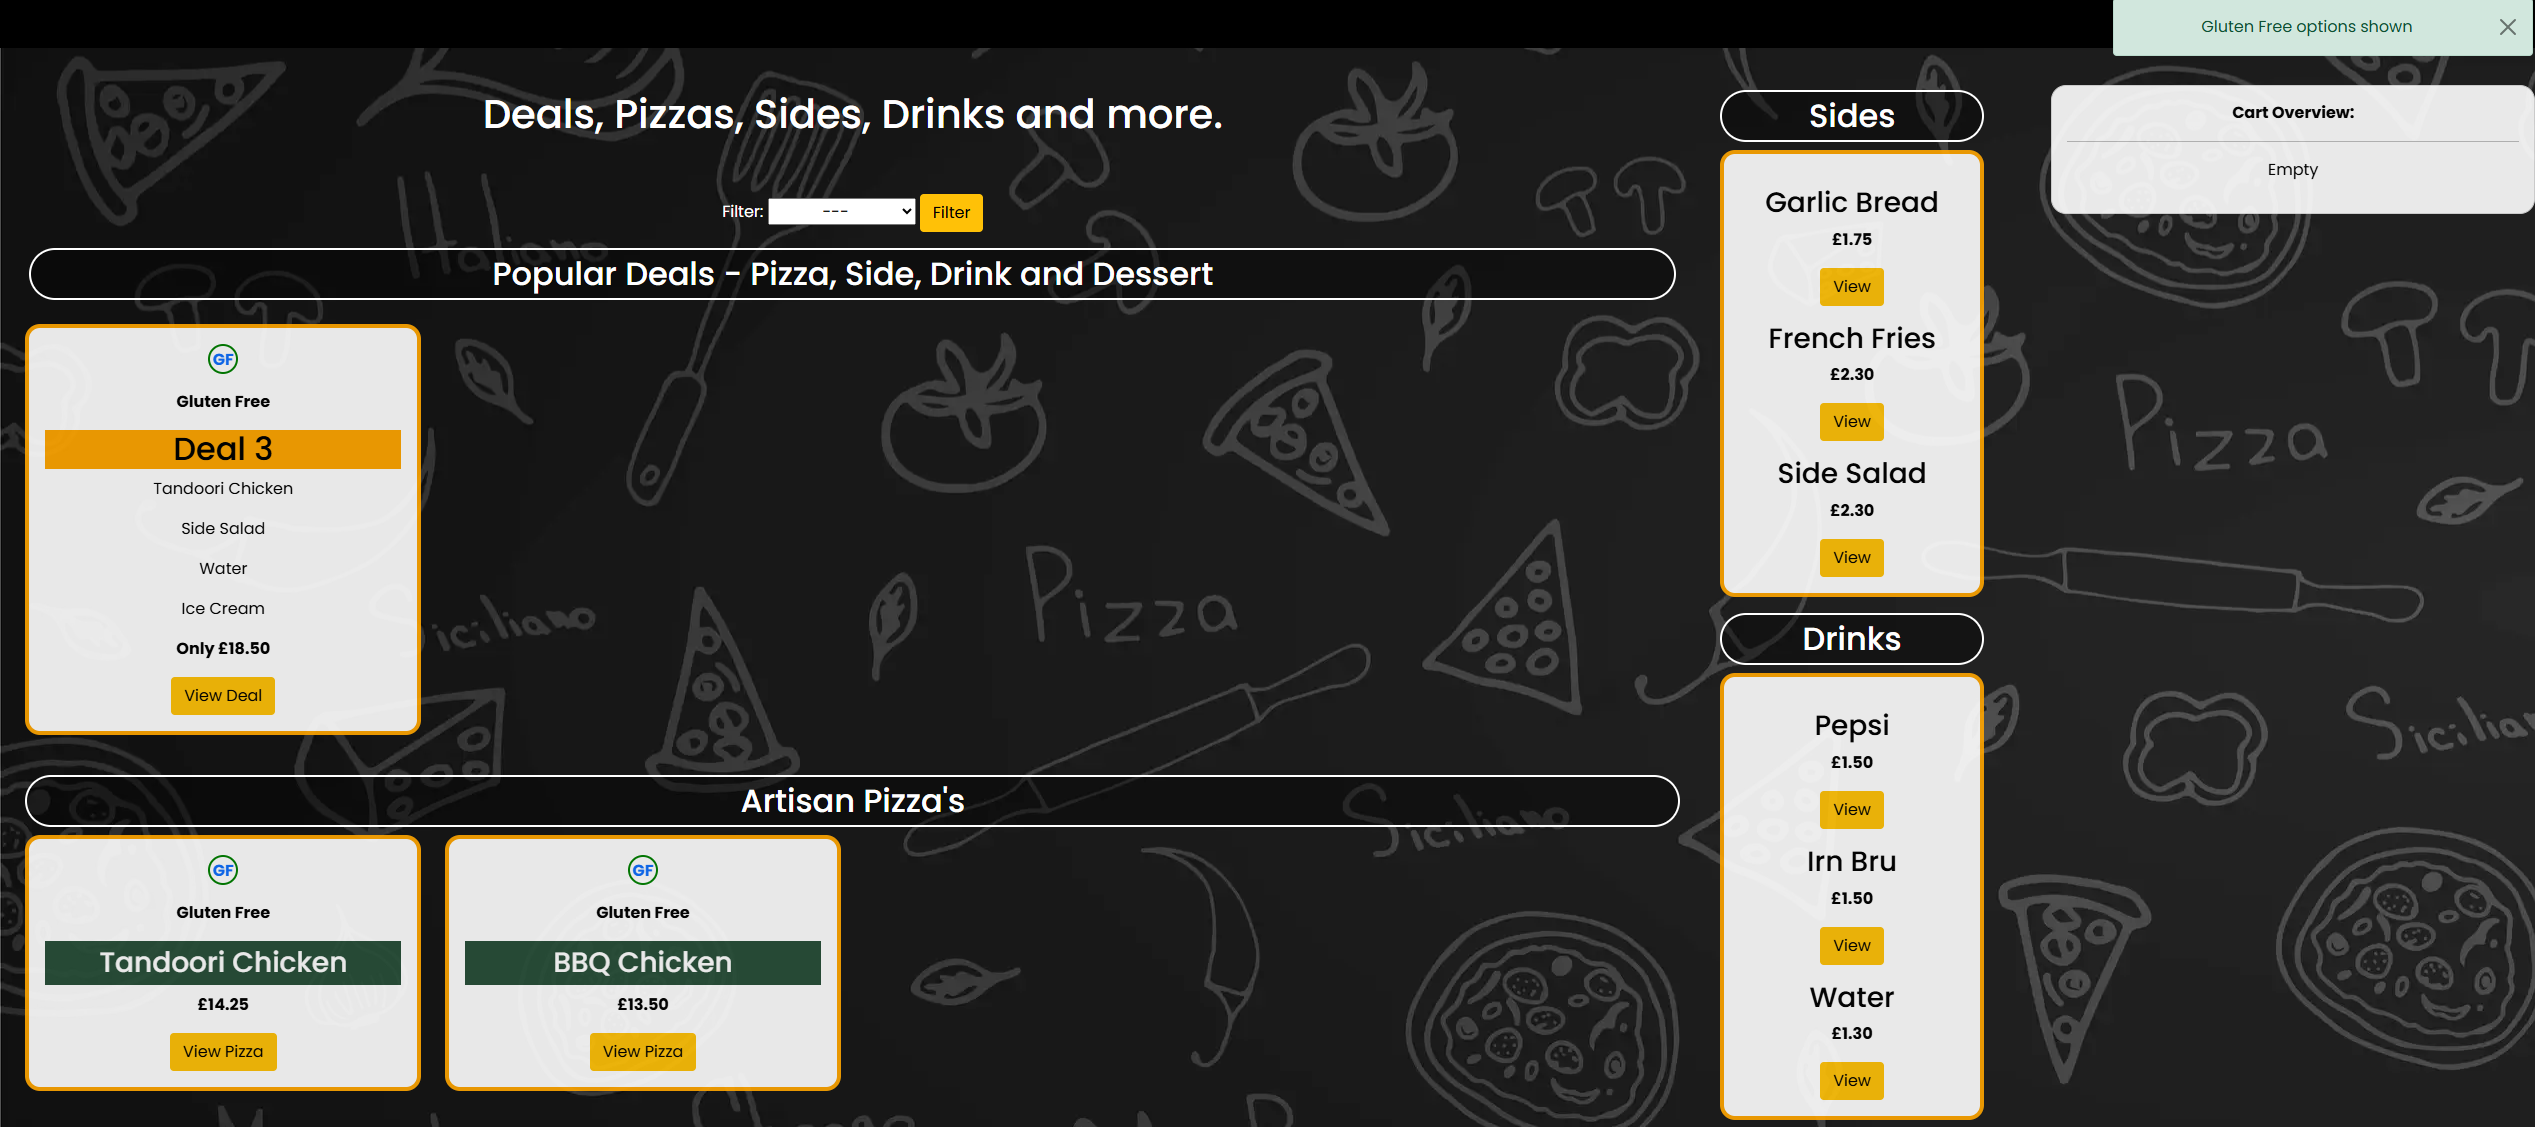 Gluten Free options shown
Deals, Pizzas, Sides, Drinks and more.
Filter: --- Filter
Popular Deals - Pizza, Side, Drink and Dessert
GF
Gluten Free
Deal 3
Tandoori Chicken
Side Salad
Water
Ice Cream
Only £18.50
View Deal
Artisan Pizza's
GF
Gluten Free
Tandoori Chicken
£14.25
View Pizza
GF
Gluten Free
BBQ Chicken
£13.50
View Pizza
Sides
Garlic Bread
£1.75
View
French Fries
£2.30
View
Side Salad
£2.30
View
Drinks
Pepsi
£1.50
View
Irn Bru
£1.50
View
Water
£1.30
View
Cart Overview:
Empty
Italiano
Siciliano
Pizza
Siciliano
Pizza